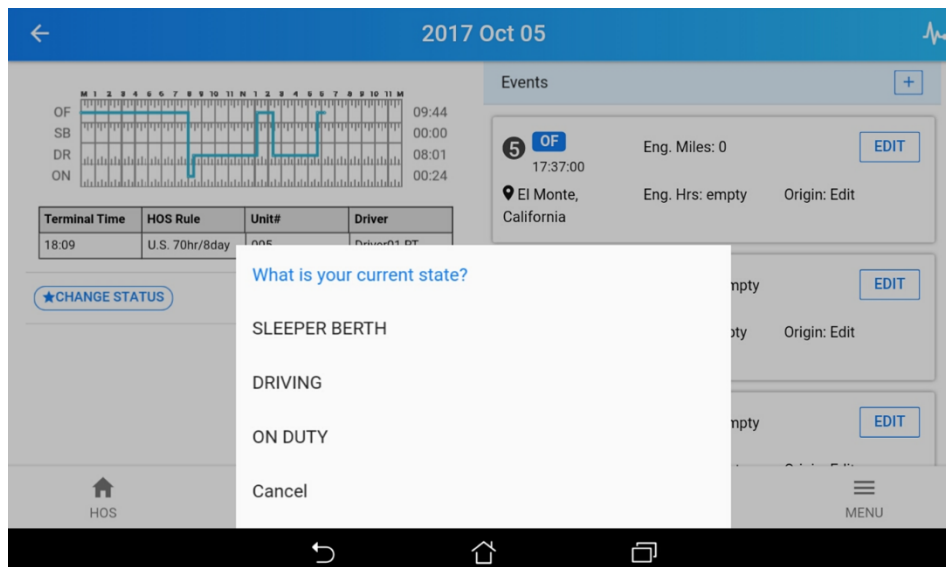 2017 Oct 05
M 1 2 3 4 5 6 7 8 9 10 11 N 1 2 3 4 5 6 7 8 9 10 11 M
OF 09:44
SB 00:00
DR 08:01
ON 00:24
Terminal Time HOS Rule Unit# Driver
18:09 U.S. 70hr/8day 005 Driver01 PT
★CHANGE STATUS
Events +
5 OF Eng. Miles: 0 EDIT
17:37:00
El Monte, Eng. Hrs: empty Origin: Edit
California
EDIT
Origin: Edit
EDIT
What is your current state?
SLEEPER BERTH
DRIVING
ON DUTY
Cancel
HOS
MENU